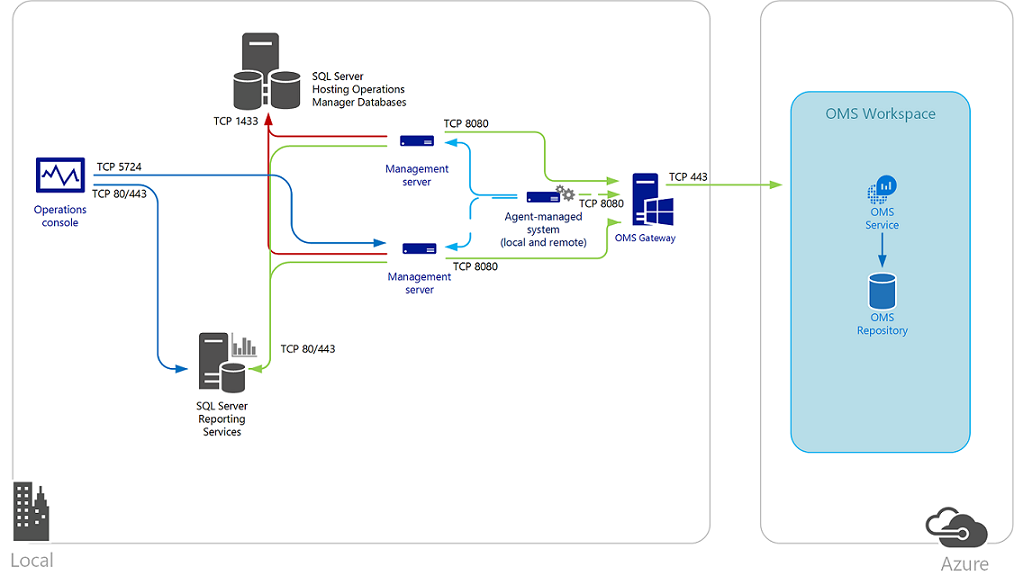 SQL Server
Hosting Operations
Manager Databases
TCP 1433
TCP 8080
Management
server
TCP 5724
TCP 80/443
Operations
console
Agent-managed
system
(local and remote)
TCP 8080
OMS Gateway
TCP 443
Management
server
TCP 8080
TCP 80/443
SQL Server
Reporting
Services
OMS Workspace
OMS
Service
OMS
Repository
Local
Azure